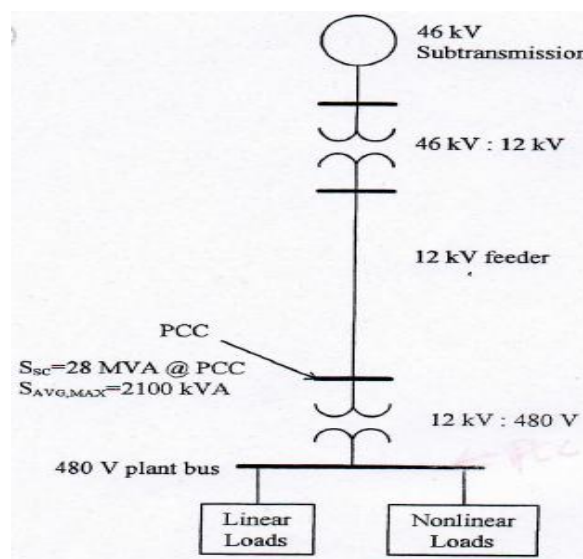 46 kV
Subtransmission
46 kV : 12 kV
12 kV feeder
PCC
SSC=28 MVA @ PCC
SAVG,MAX=2100 kVA
12 kV : 480 V
← PCC
480 V plant bus
Linear
Loads
Nonlinear
Loads